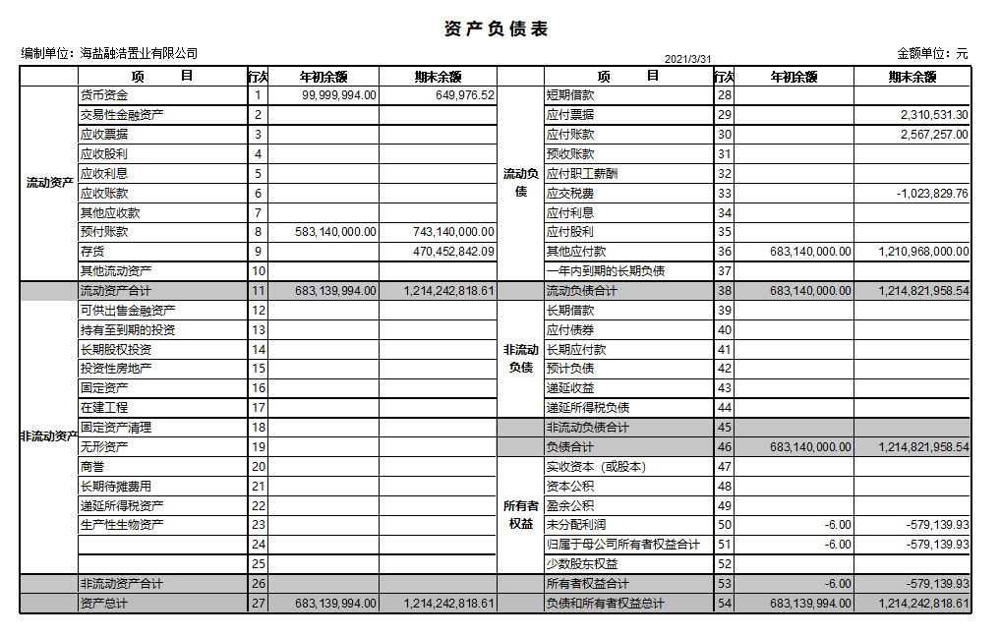 资产负债表
编制单位：海盐融浩置业有限公司 2021/3/31 金额单位：元
项 目 行次 年初余额 期末余额 项 目 行次 年初余额 期末余额
货币资金 1 99,999,994.00 649,976.52 短期借款 28
交易性金融资产 2 应付票据 29 2,310,531.30
应收票据 3 应付账款 30 2,567,257.00
应收股利 4 预收账款 31
流动资产 应收利息 5 流动负债 应付职工薪酬 32
应收账款 6 应交税费 33 -1,023,829.76
其他应收款 7 应付利息 34
预付账款 8 583,140,000.00 743,140,000.00 应付股利 35
存货 9 470,452,842.09 其他应付款 36 683,140,000.00 1,210,968,000.00
其他流动资产 10 一年内到期的长期负债 37
流动资产合计 11 683,139,994.00 1,214,242,818.61 流动负债合计 38 683,140,000.00 1,214,821,958.54
可供出售金融资产 12 长期借款 39
持有至到期的投资 13 应付债券 40
长期股权投资 14 非流动负债 长期应付款 41
投资性房地产 15 预计负债 42
固定资产 16 递延收益 43
在建工程 17 递延所得税负债 44
非流动资产 固定资产清理 18 非流动负债合计 45
无形资产 19 负债合计 46 683,140,000.00 1,214,821,958.54
商誉 20 实收资本（或股本） 47
长期待摊费用 21 资本公积 48
递延所得税资产 22 所有者权益 盈余公积 49
生产性生物资产 23 未分配利润 50 -6.00 -579,139.93
24 归属于母公司所有者权益合计 51 -6.00 -579,139.93
25 少数股东权益 52
非流动资产合计 26 所有者权益合计 53 -6.00 -579,139.93
资产总计 27 683,139,994.00 1,214,242,818.61 负债和所有者权益总计 54 683,139,994.00 1,214,242,818.61